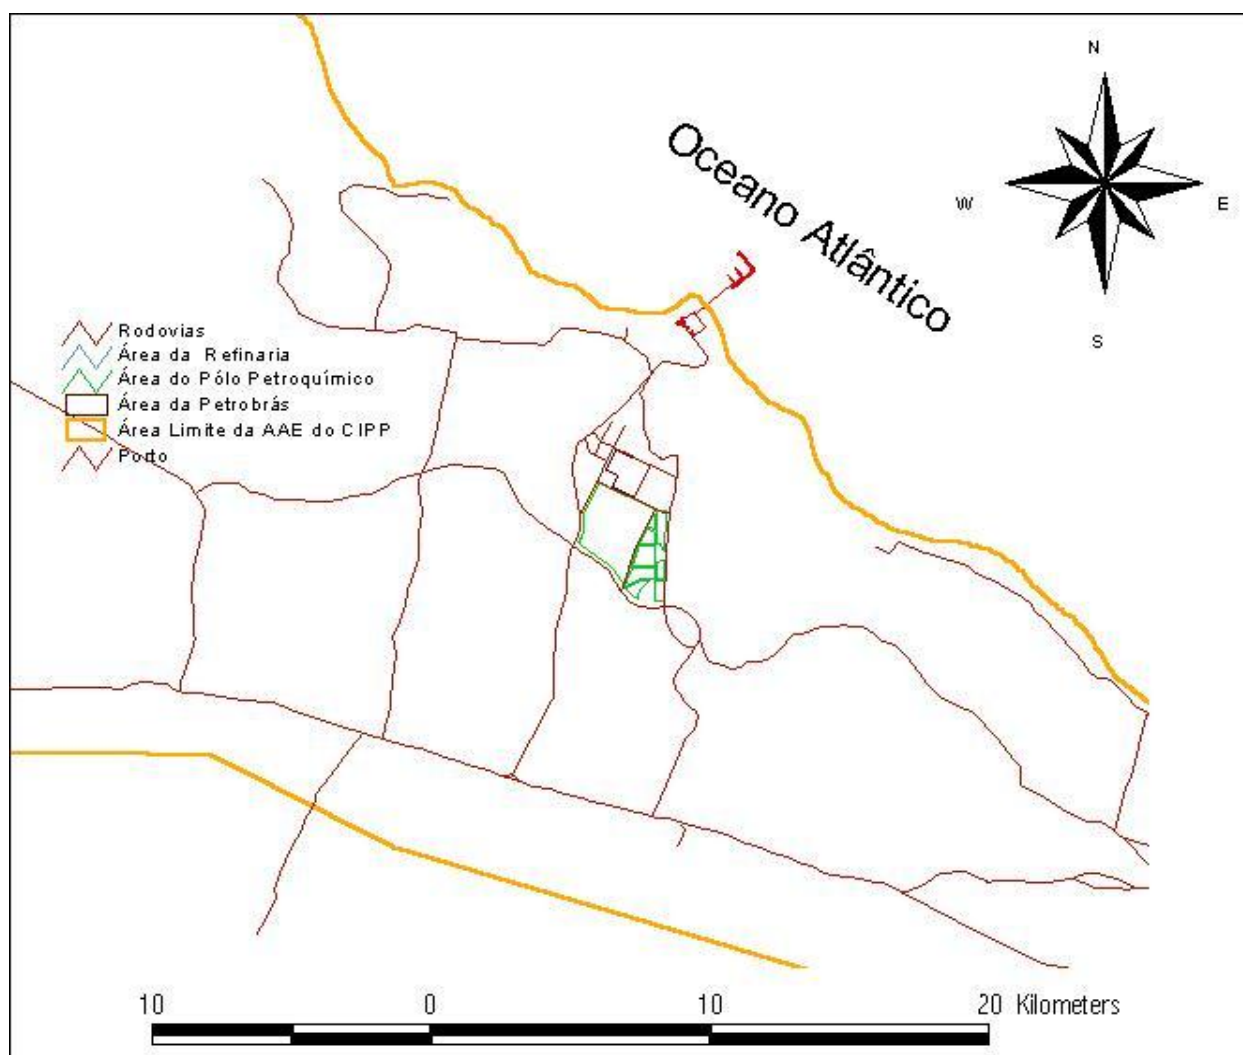 N
Oceano Atlântico
W
E
S
Rodovias
Área da Refinaria
Área do Pólo Petroquímico
Área da Petrobrás
Área Limite da AAE do CIPP
Porto
10 0 10 20 Kilometers